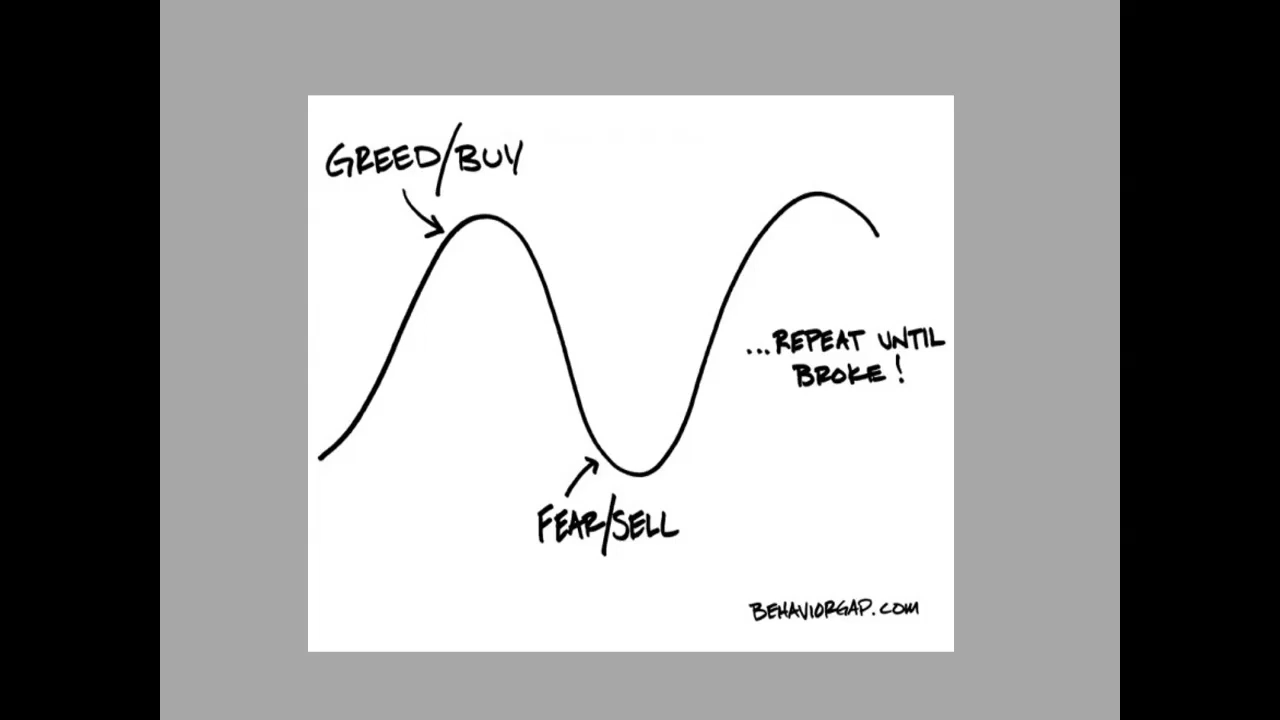 GREED/BUY
...REPEAT UNTIL
BROKE!
FEAR/SELL
BEHAVIORGAP.COM